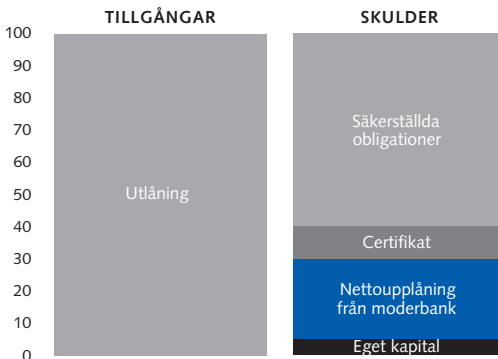 TILLGÅNGAR
SKULDER
100
90
80
70
60
50
40
30
20
10
0
Utlåning
Säkerställda
obligationer
Certifikat
Nettoupplåning
från moderbank
Eget kapital